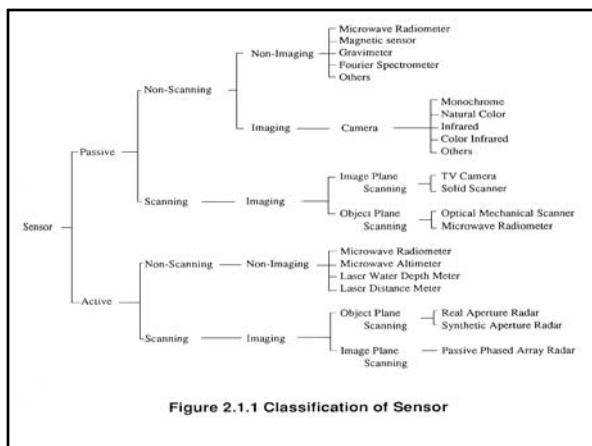 Microwave Radiometer
Magnetic sensor
Non-Imaging
Gravimeter
Fourier Spectrometer
Others
Non-Scanning
Monochrome
Natural Color
Imaging
Camera
Infrared
Color Infrared
Others
Passive
Image Plane
Scanning
TV Camera
Solid Scanner
Scanning
Imaging
Object Plane
Scanning
Optical Mechanical Scanner
Microwave Radiometer
Sensor
Microwave Radiometer
Non-Scanning
Non-Imaging
Microwave Altimeter
Laser Water Depth Meter
Laser Distance Meter
Active
Object Plane
Scanning
Real Aperture Radar
Synthetic Aperture Radar
Scanning
Imaging
Image Plane
Scanning
Passive Phased Array Radar
Figure 2.1.1 Classification of Sensor